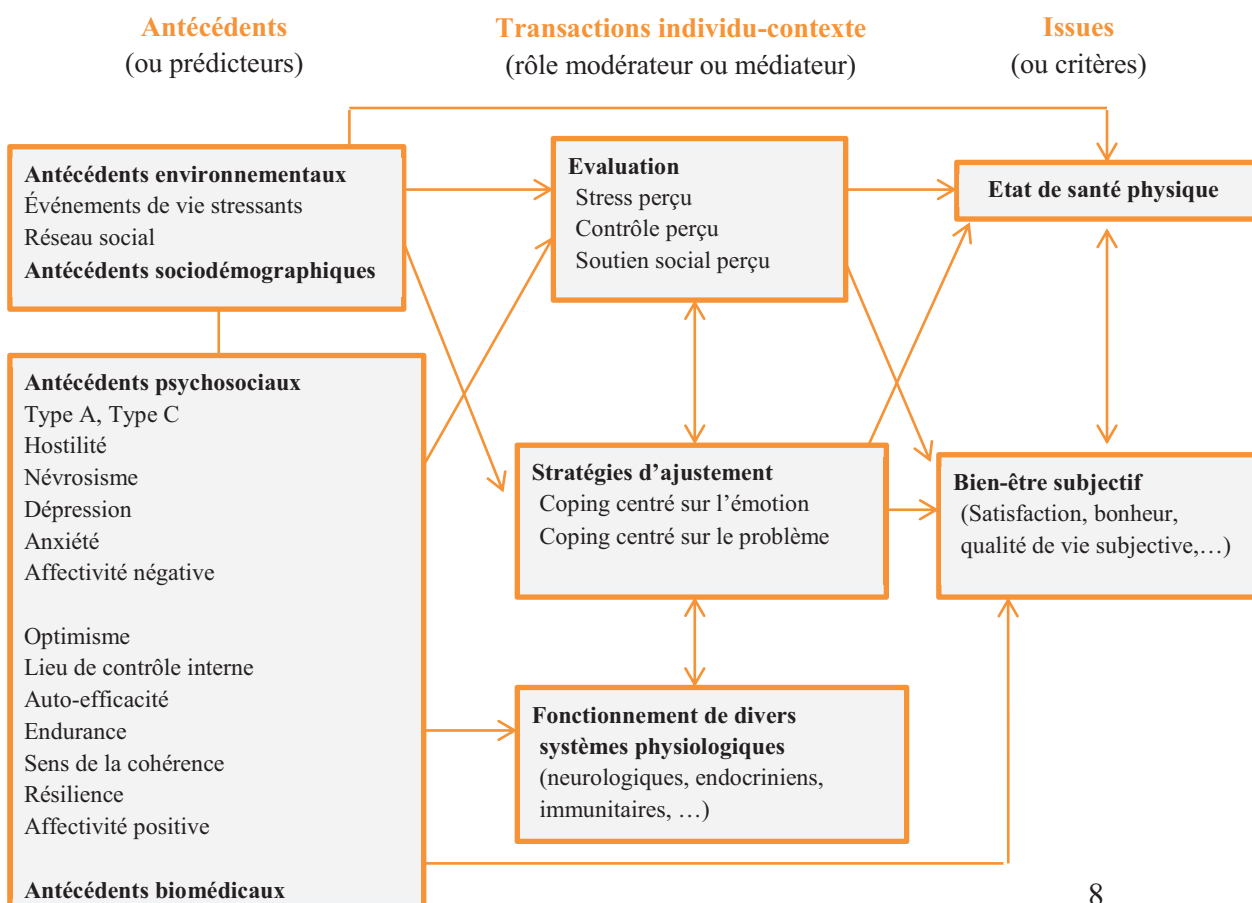 Antécédents
(ou prédicteurs)
Transactions individu-contexte
(rôle modérateur ou médiateur)
Issues
(ou critères)
Antécédents environnementaux
Événements de vie stressants
Réseau social
Antécédents sociodémographiques
Antécédents psychosociaux
Type A, Type C
Hostilité
Névrosisme
Dépression
Anxiété
Affectivité négative
Optimisme
Lieu de contrôle interne
Auto-efficacité
Endurance
Sens de la cohérence
Résilience
Affectivité positive
Antécédents biomédicaux
Evaluation
Stress perçu
Contrôle perçu
Soutien social perçu
Stratégies d’ajustement
Coping centré sur l’émotion
Coping centré sur le problème
Fonctionnement de divers
systèmes physiologiques
(neurologiques, endocriniens,
immunitaires, …)
Etat de santé physique
Bien-être subjectif
(Satisfaction, bonheur,
qualité de vie subjective,…)
8